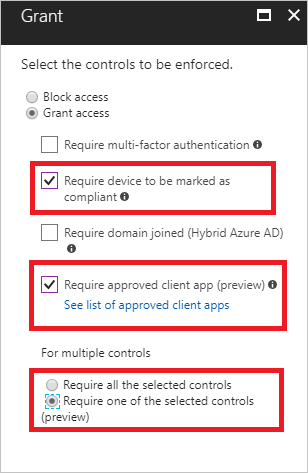 Grant
Select the controls to be enforced.
Block access
Grant access
Require multi-factor authentication
Require device to be marked as
compliant
Require domain joined (Hybrid Azure AD)
Require approved client app (preview)
See list of approved client apps
For multiple controls
Require all the selected controls
Require one of the selected controls
(preview)